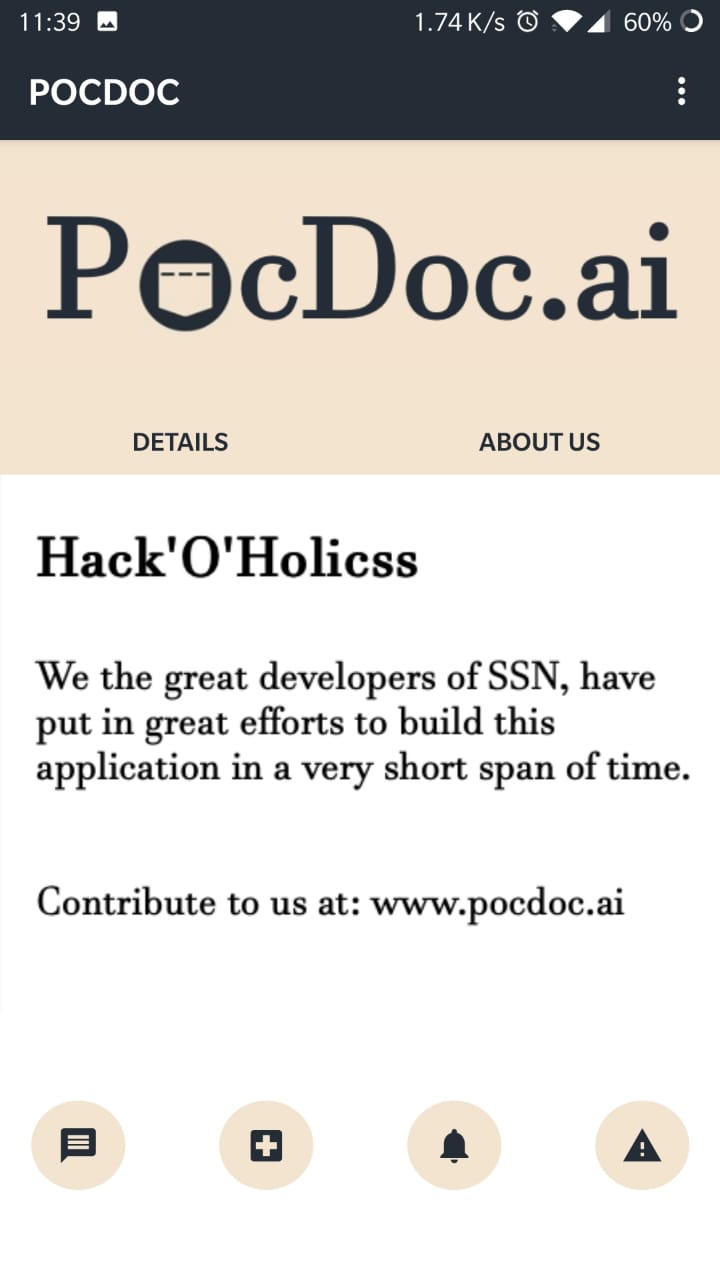 11:39 1.74 K/s 60%
POCDOC
PocDoc.ai
DETAILS ABOUT US
Hack'O'Holicss
We the great developers of SSN, have
put in great efforts to build this
application in a very short span of time.
Contribute to us at: www.pocdoc.ai